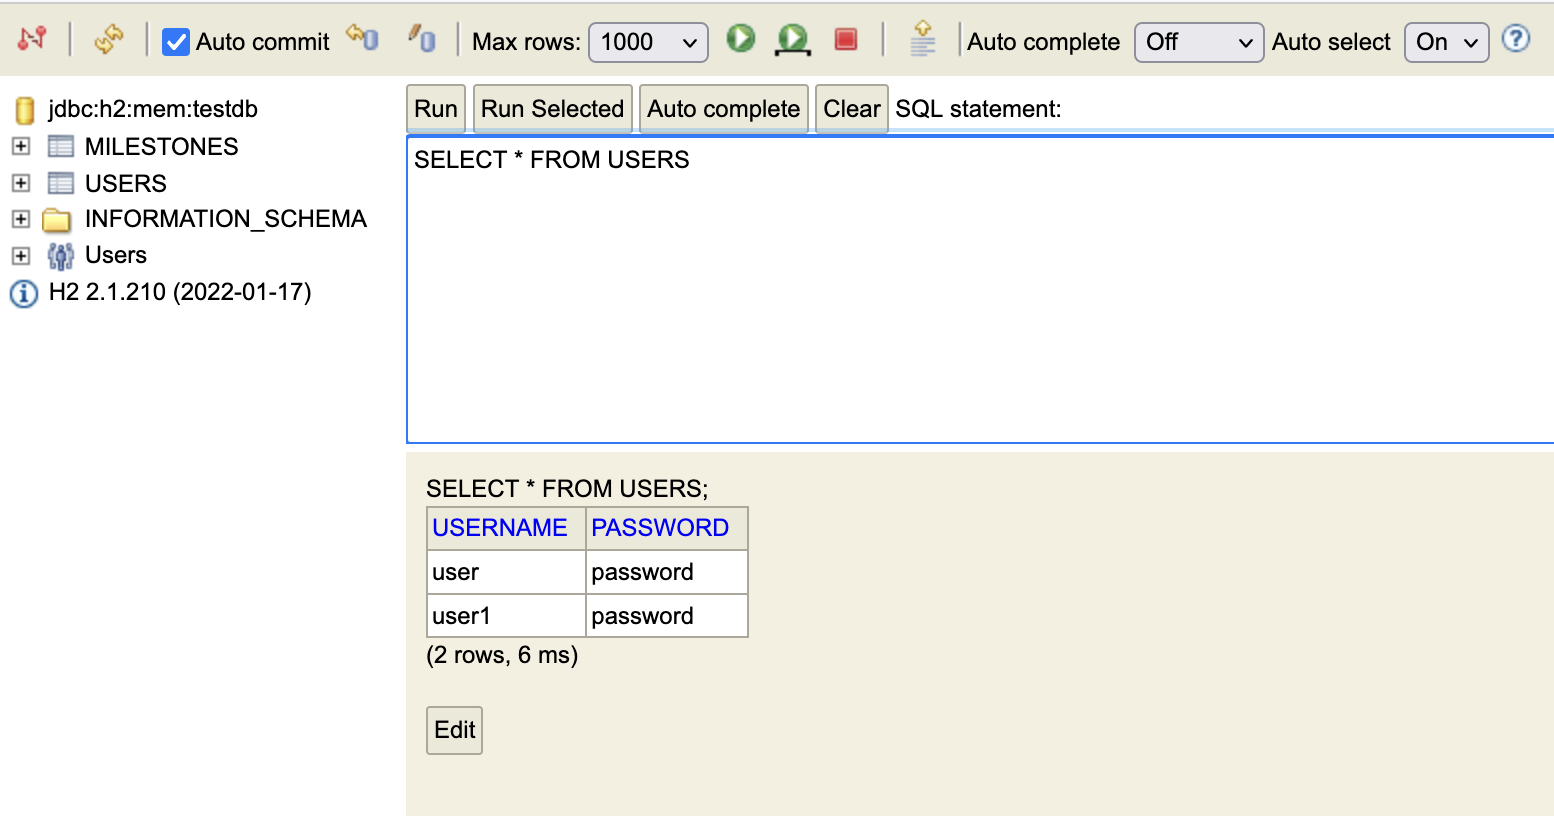 Auto commit Max rows: 1000 Auto complete Off Auto select On ?
jdbc:h2:mem:testdb
MILESTONES
USERS
INFORMATION_SCHEMA
Users
H2 2.1.210 (2022-01-17)
Run Run Selected Auto complete Clear SQL statement:
SELECT * FROM USERS
SELECT * FROM USERS;
USERNAME PASSWORD
user password
user1 password
(2 rows, 6 ms)
Edit